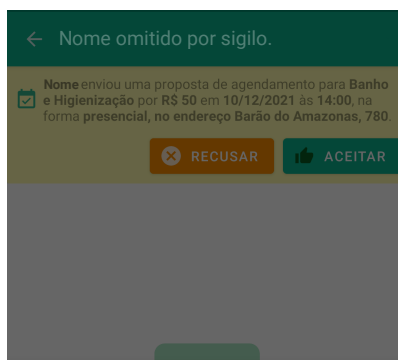 Nome omitido por sigilo.
Nome enviou uma proposta de agendamento para Banho
e Higienização por R$ 50 em 10/12/2021 às 14:00, na
forma presencial, no endereço Barão do Amazonas, 780.
RECUSAR ACEITAR